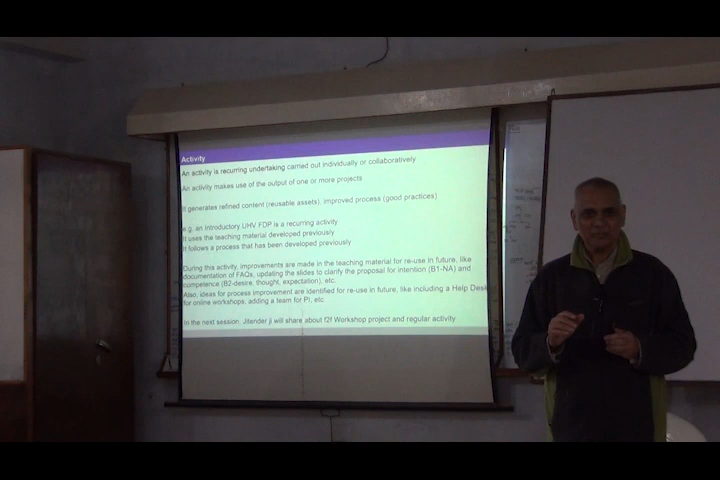 Activity
An activity is recurring undertaking carried out individually or collaboratively
An activity makes use of the output of one or more projects
It generates refined content (reusable assets), improved process (good practices)
e.g. an Introductory UHV FDP is a recurring activity
It uses the teaching material developed previously
It follows a process that has been developed previously
During this activity, improvements are made in the teaching material for re-use in future, like
documentation of FAQs, updating the slides to clarify the proposal for intention (B1-NA) and
competence (B2-desire, thought, expectation), etc.
Also, ideas for process improvement are identified for re-use in future, like including a Help Desk
for online workshops, adding a team for PI, etc
In the next session, Jitender ji will share about f2f Workshop project and regular activity